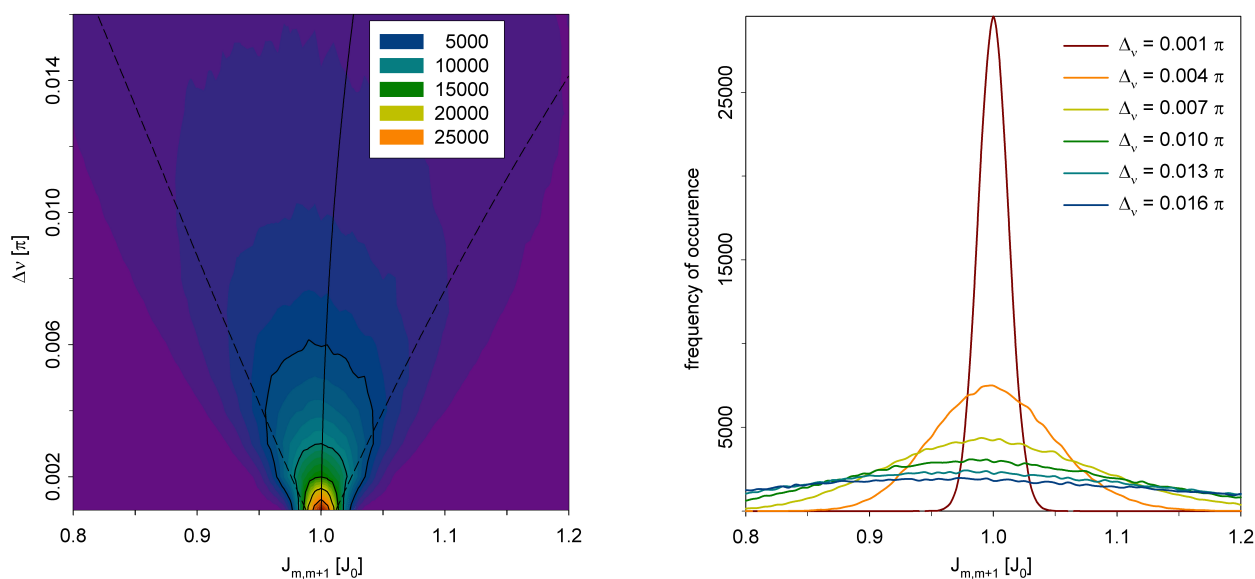 5000
10000
15000
20000
25000
0.014
0.010
0.006
0.002
Δν [π]
0.8 0.9 1.0 1.1 1.2
J_{m,m+1} [J_0]
Δ_ν = 0.001 π
Δ_ν = 0.004 π
Δ_ν = 0.007 π
Δ_ν = 0.010 π
Δ_ν = 0.013 π
Δ_ν = 0.016 π
25000
15000
5000
frequency of occurence
0.8 0.9 1.0 1.1 1.2
J_{m,m+1} [J_0]